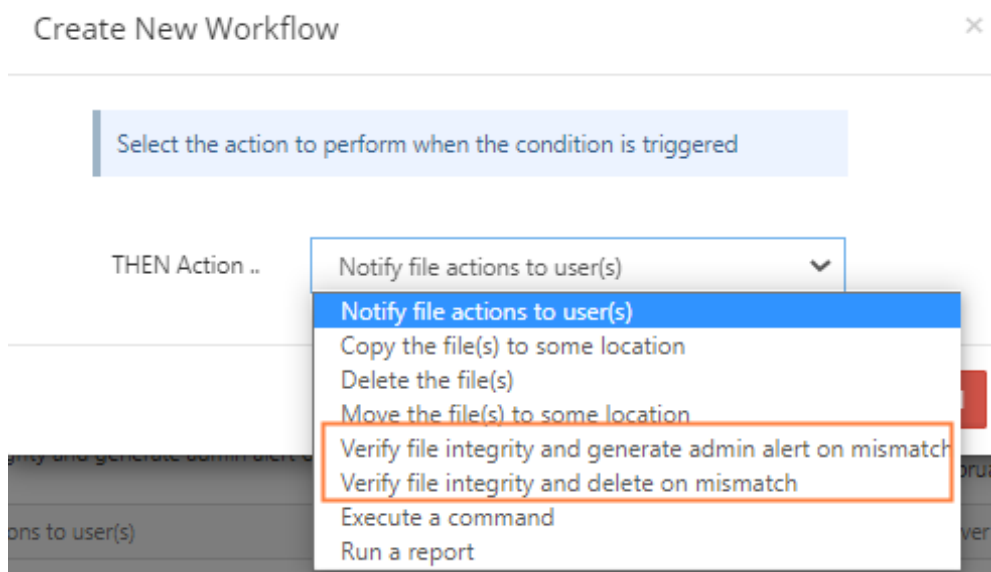 Create New Workflow ×
Select the action to perform when the condition is triggered
THEN Action .. Notify file actions to user(s)
Notify file actions to user(s)
Copy the file(s) to some location
Delete the file(s)
Move the file(s) to some location
Verify file integrity and generate admin alert on mismatch
Verify file integrity and delete on mismatch
Execute a command
ons to user(s)
Run a report